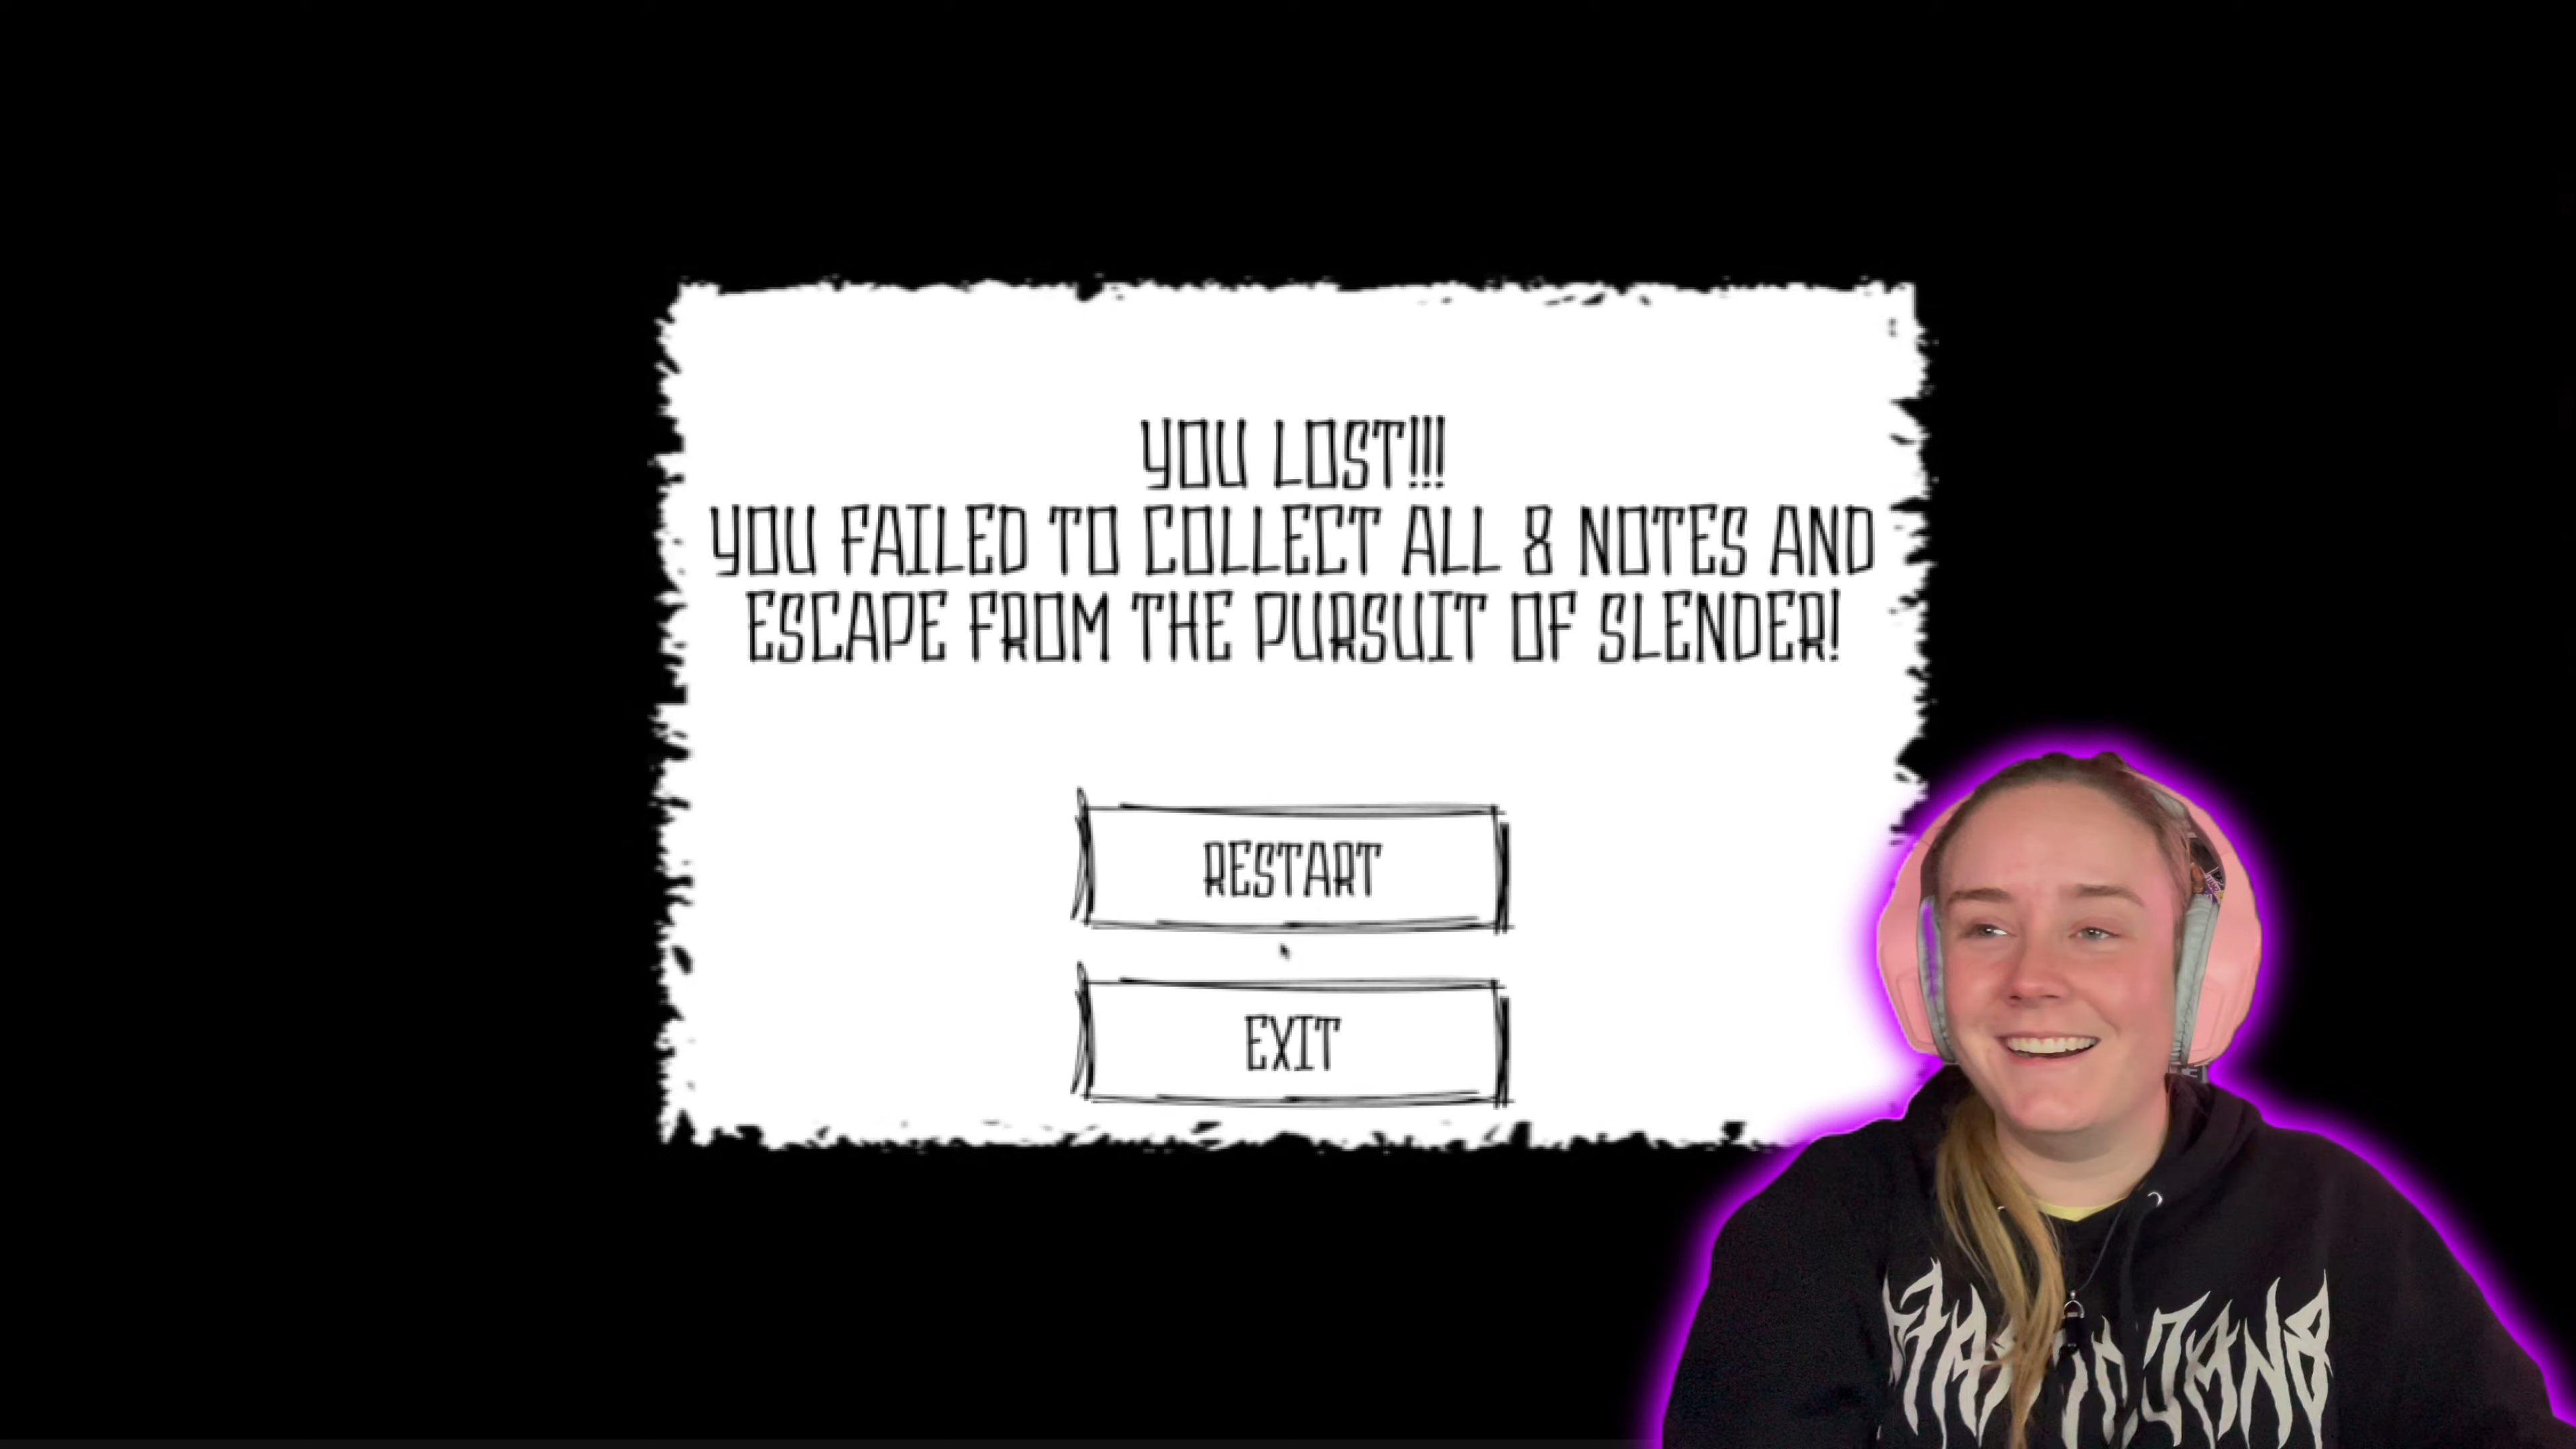 YOU LOST!!!
YOU FAILED TO COLLECT ALL 8 NOTES AND
ESCAPE FROM THE PURSUIT OF SLENDER!
RESTART
EXIT